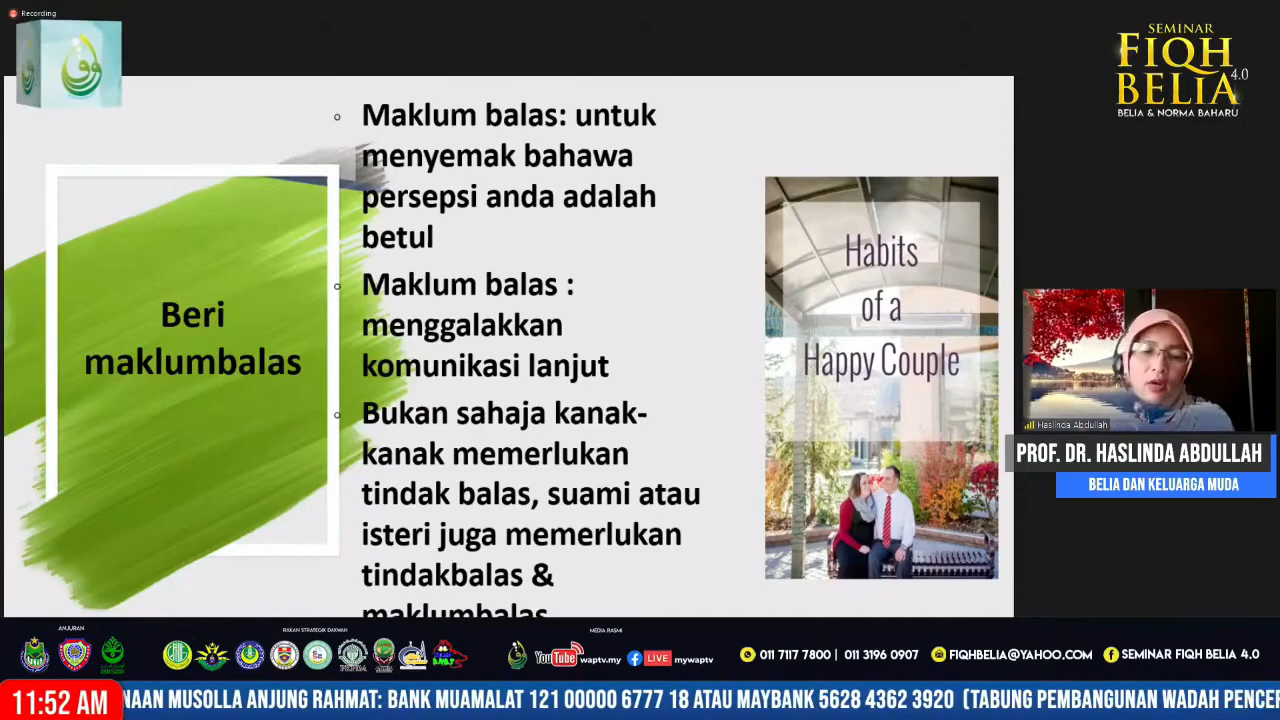 Recording
SEMINAR
FIQH
BELIA 4.0
BELIA & NORMA BAHARU
Beri
maklumbalas
Maklum balas: untuk
menyemak bahawa
persepsi anda adalah
betul
Maklum balas :
menggalakkan
komunikasi lanjut
Bukan sahaja kanak-
kanak memerlukan
tindak balas, suami atau
isteri juga memerlukan
tindakbalas &
maklumbalas
Habits
of a
Happy Couple
Haslinda Abdullah
PROF. DR. HASLINDA ABDULLAH
BELIA DAN KELUARGA MUDA
ANJURAN
RAKAN STRATEGIK DAKWAH
MEDIA RASMI
YouTube waptv.my LIVE mywaptv
011 7117 7800 | 011 3196 0907
FIQHBELIA@YAHOO.COM
SEMINAR FIQH BELIA 4.0
11:52 AM
NAAN MUSOLLA ANJUNG RAHMAT: BANK MUAMALAT 121 00000 6777 18 ATAU MAYBANK 5628 4362 3920 (TABUNG PEMBANGUNAN WADAH PENCE